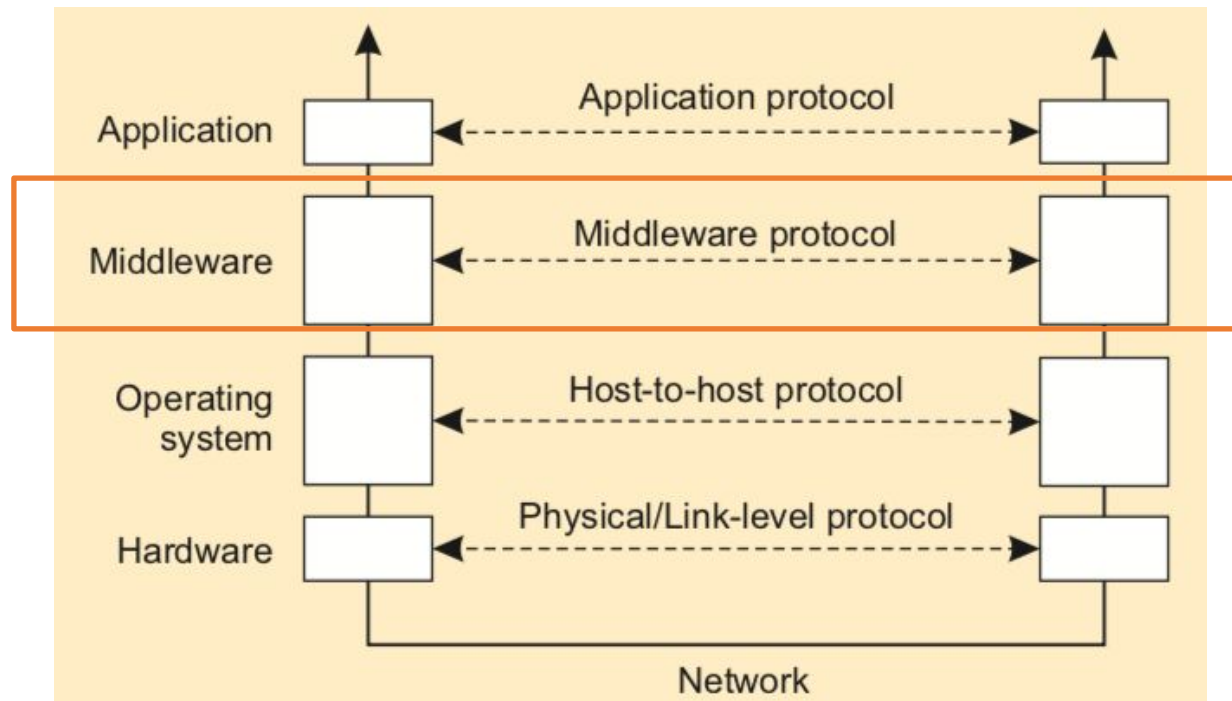 Application
Application protocol
Middleware
Middleware protocol
Operating
system
Host-to-host protocol
Hardware
Physical/Link-level protocol
Network